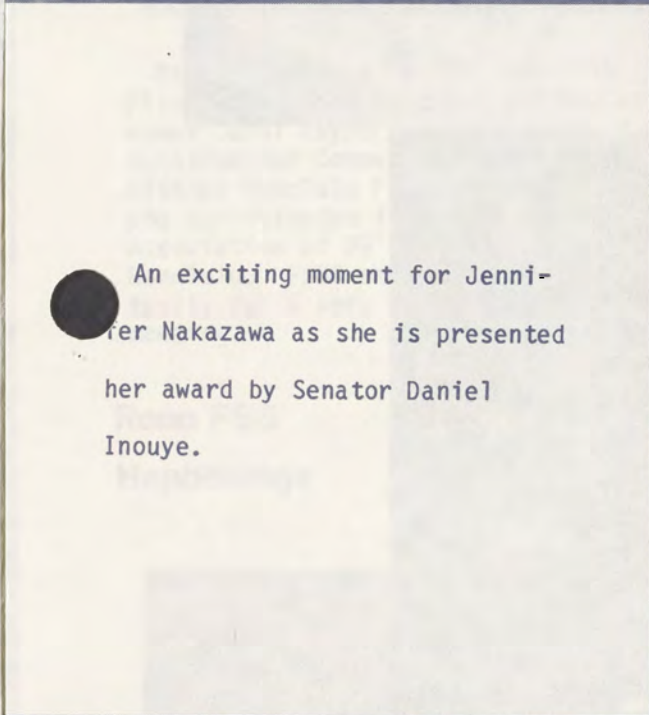 An exciting moment for Jenni-
fer Nakazawa as she is presented
her award by Senator Daniel
Inouye.